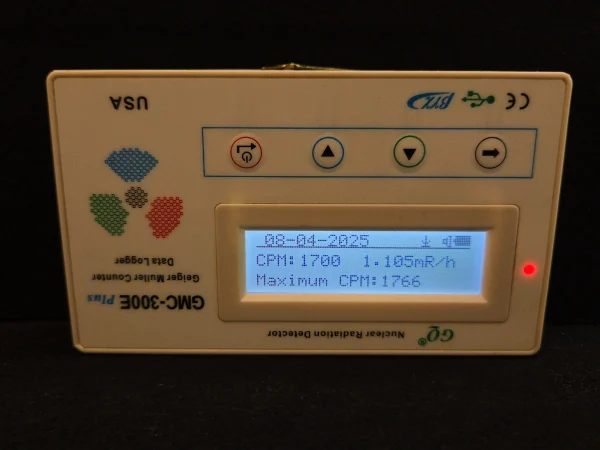 USA
βγχ
CE
08-04-2025
CPM:1700 1.105mR/h
Maximum CPM:1766
GQ® Nuclear Radiation Detector
GMC-300E Plus
Geiger Muller Counter
Data Logger